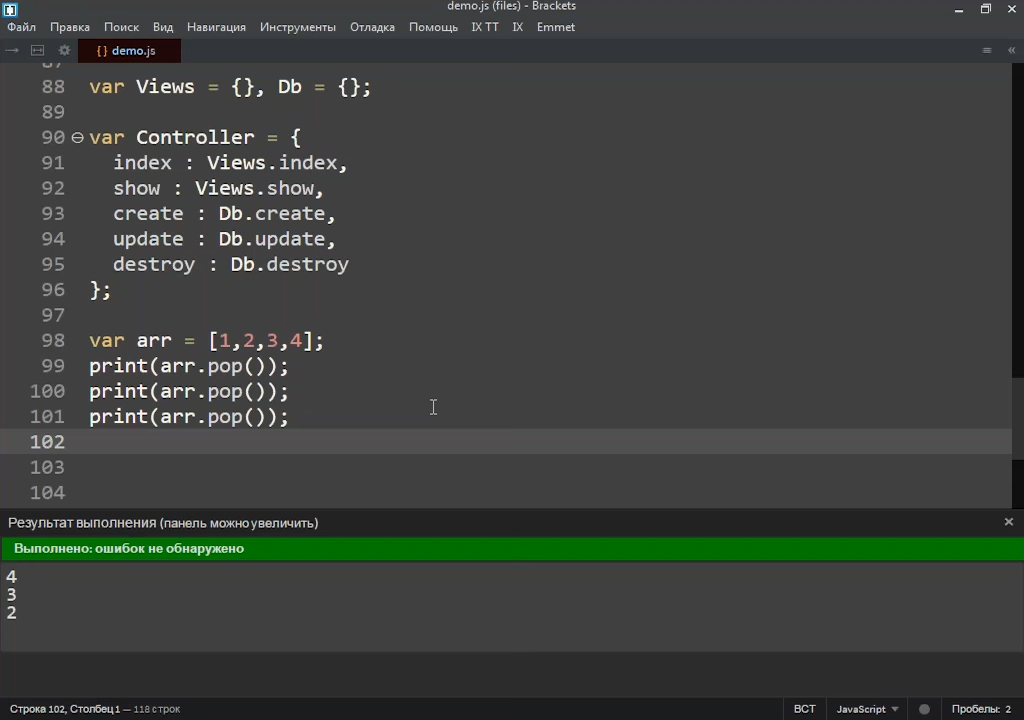 demo.js (files) - Brackets
Файл Правка Поиск Вид Навигация Инструменты Отладка Помощь IX TT IX Emmet
{} demo.js
87
88 var Views = {}, Db = {};
89
90 var Controller = {
91 index : Views.index,
92 show : Views.show,
93 create : Db.create,
94 update : Db.update,
95 destroy : Db.destroy
96 };
97
98 var arr = [1,2,3,4];
99 print(arr.pop());
100 print(arr.pop());
101 print(arr.pop());
102
103
104
Результат выполнения (панель можно увеличить)
Выполнено: ошибок не обнаружено
4
3
2
Строка 102, Столбец 1 — 118 строк ВСТ JavaScript Пробелы: 2